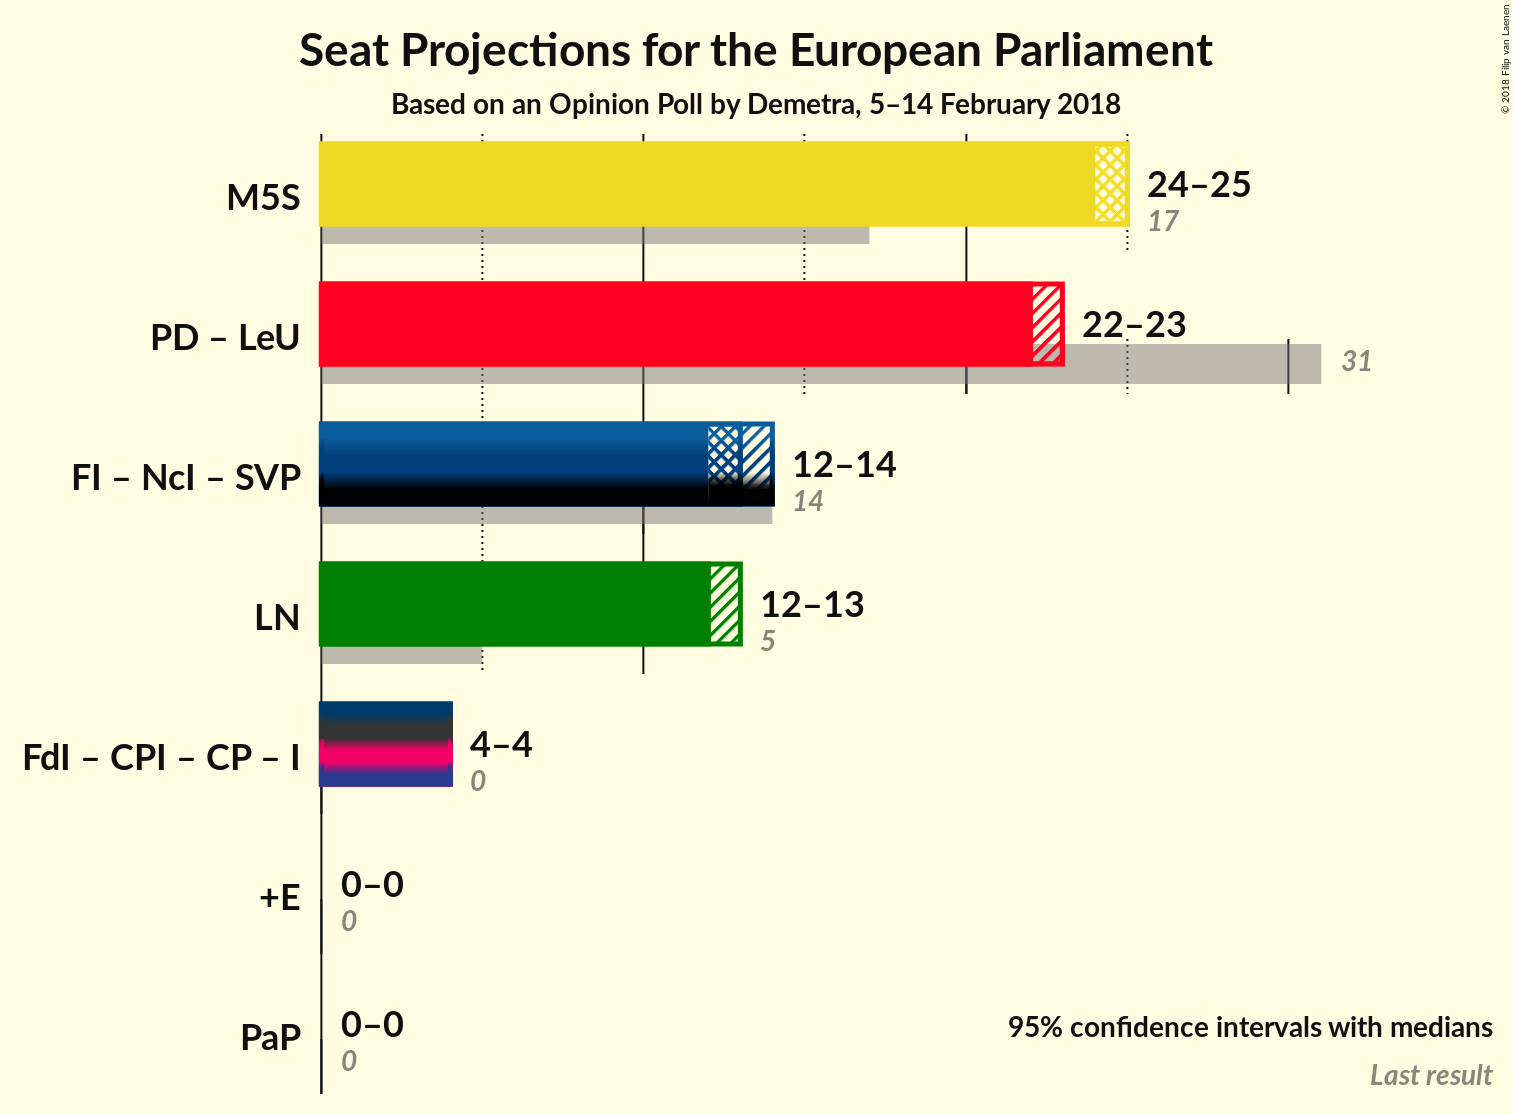 Seat Projections for the European Parliament
Based on an Opinion Poll by Demetra, 5–14 February 2018
© 2018 Filip van Laenen
M5S
24–25
17
PD – LeU
22–23
31
FI – NcI – SVP
12–14
14
LN
12–13
5
FdI – CPI – CP – I
4–4
0
+E
0–0
0
PaP
0–0
0
95% confidence intervals with medians
Last result